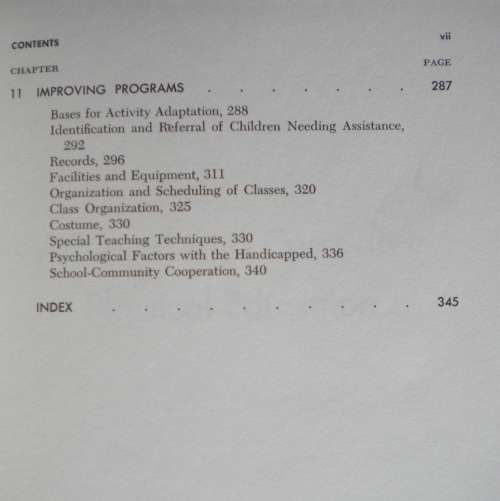 CONTENTS vii
CHAPTER PAGE
11 IMPROVING PROGRAMS . . . . . . . 287
Bases for Activity Adaptation, 288
Identification and Referral of Children Needing Assistance,
292
Records, 296
Facilities and Equipment, 311
Organization and Scheduling of Classes, 320
Class Organization, 325
Costume, 330
Special Teaching Techniques, 330
Psychological Factors with the Handicapped, 336
School-Community Cooperation, 340
INDEX . . . . . . . . . . 345